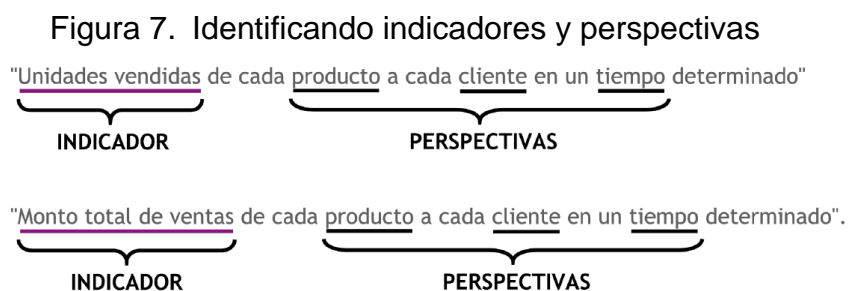 Figura 7. Identificando indicadores y perspectivas
"Unidades vendidas de cada producto a cada cliente en un tiempo determinado"
INDICADOR PERSPECTIVAS
"Monto total de ventas de cada producto a cada cliente en un tiempo determinado".
INDICADOR PERSPECTIVAS